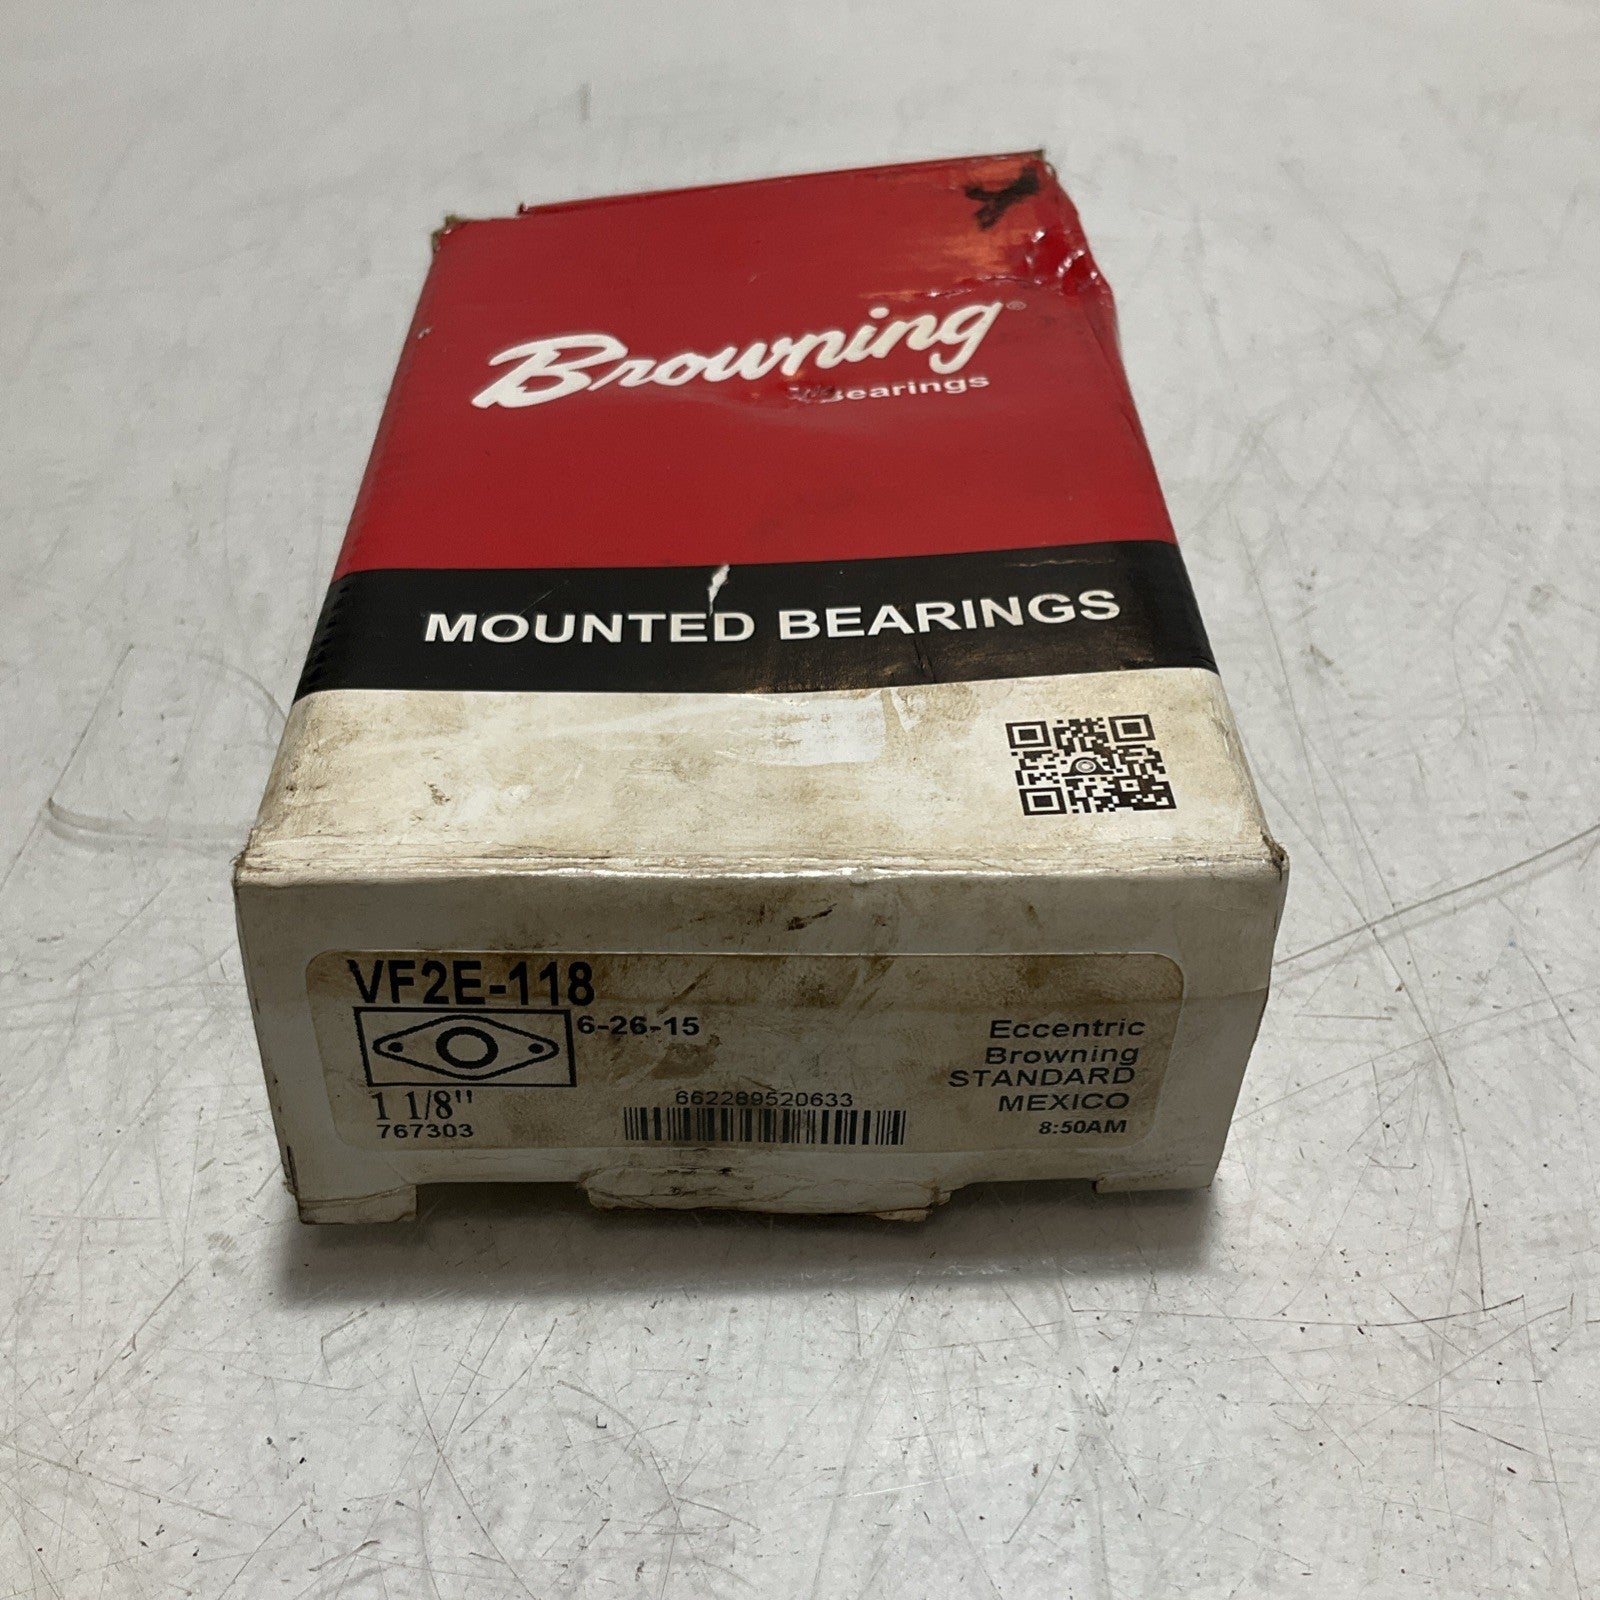 Browning®
Bearings
MOUNTED BEARINGS
VF2E-118
6-26-15
1 1/8"
767303
662289520633
Eccentric
Browning
STANDARD
MEXICO
8:50AM